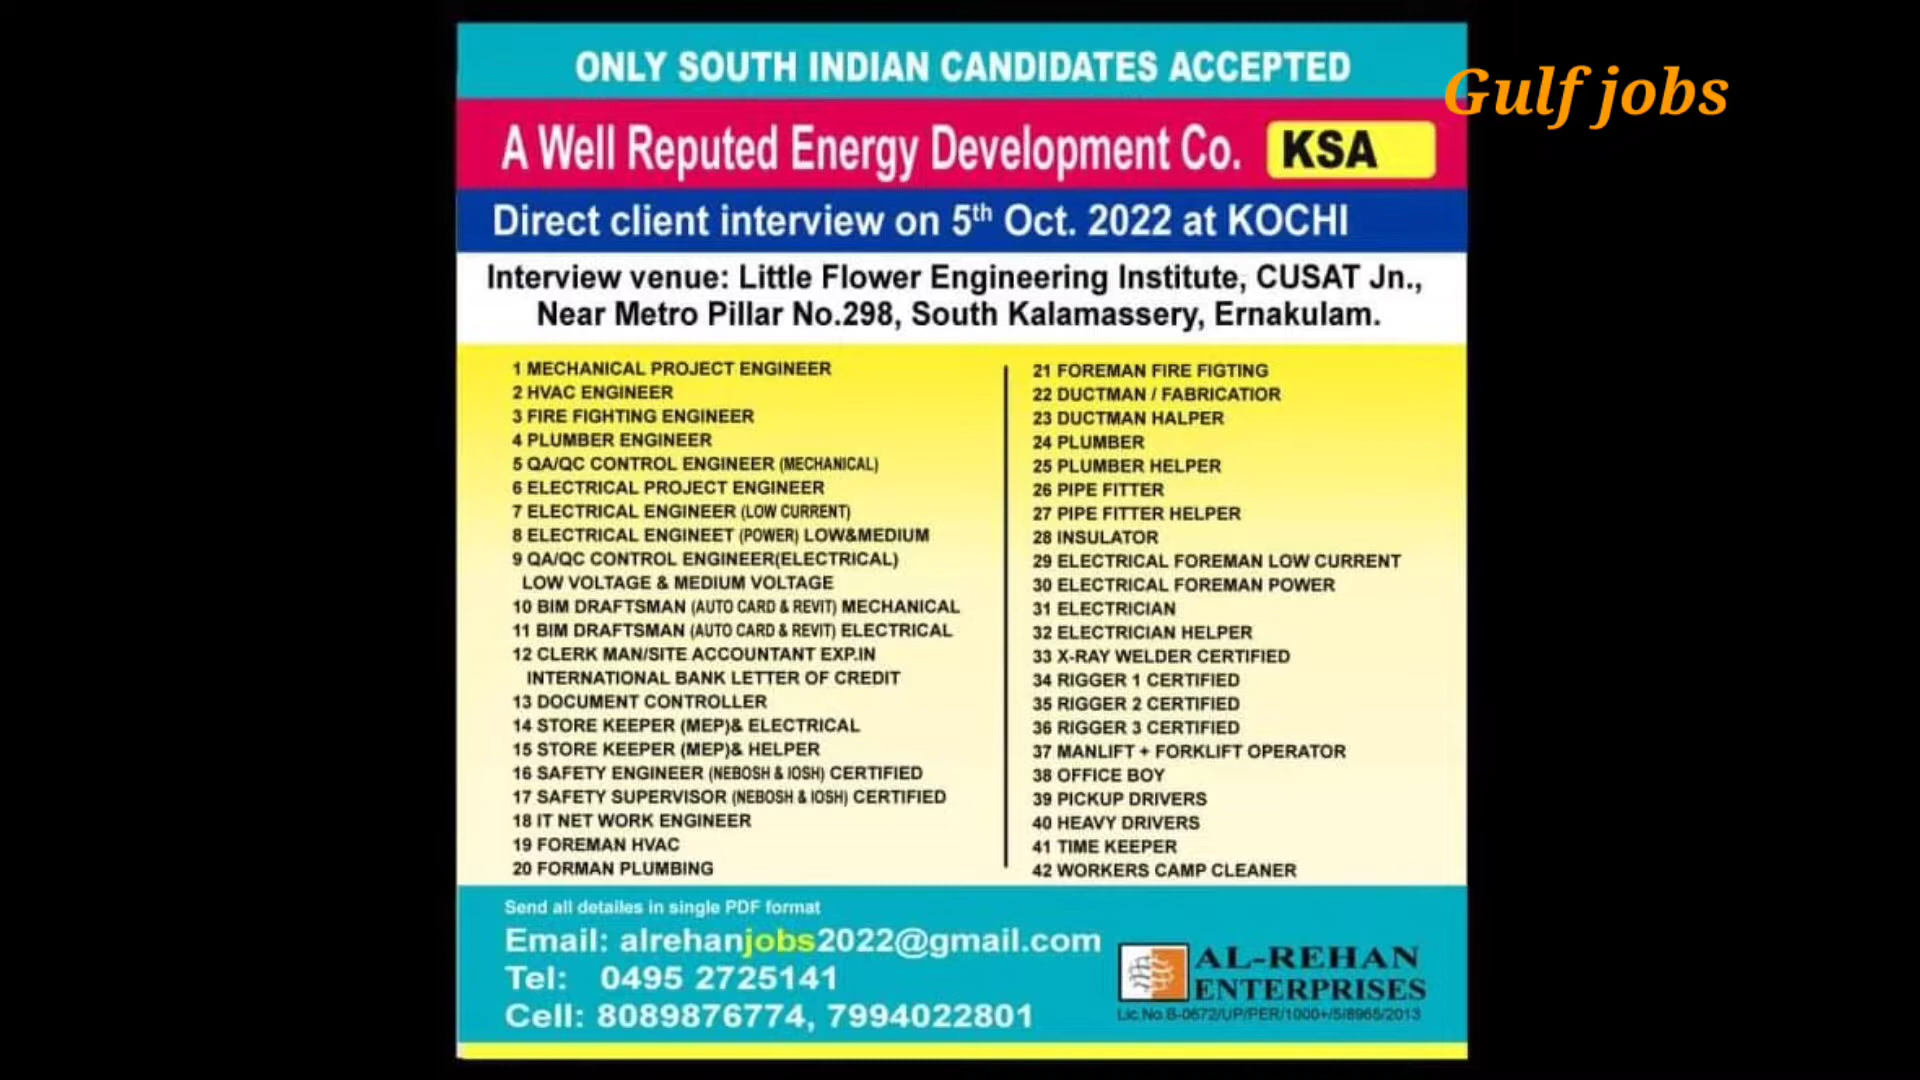 ONLY SOUTH INDIAN CANDIDATES ACCEPTED
Gulf jobs
A Well Reputed Energy Development Co. KSA
Direct client interview on 5th Oct. 2022 at KOCHI
Interview venue: Little Flower Engineering Institute, CUSAT Jn.,
Near Metro Pillar No.298, South Kalamassery, Ernakulam.
1 MECHANICAL PROJECT ENGINEER
2 HVAC ENGINEER
3 FIRE FIGHTING ENGINEER
4 PLUMBER ENGINEER
5 QA/QC CONTROL ENGINEER (MECHANICAL)
6 ELECTRICAL PROJECT ENGINEER
7 ELECTRICAL ENGINEER (LOW CURRENT)
8 ELECTRICAL ENGINEET (POWER) LOW&MEDIUM
9 QA/QC CONTROL ENGINEER(ELECTRICAL)
LOW VOLTAGE & MEDIUM VOLTAGE
10 BIM DRAFTSMAN (AUTO CARD & REVIT) MECHANICAL
11 BIM DRAFTSMAN (AUTO CARD & REVIT) ELECTRICAL
12 CLERK MAN/SITE ACCOUNTANT EXP.IN
INTERNATIONAL BANK LETTER OF CREDIT
13 DOCUMENT CONTROLLER
14 STORE KEEPER (MEP)& ELECTRICAL
15 STORE KEEPER (MEP)& HELPER
16 SAFETY ENGINEER (NEBOSH & IOSH) CERTIFIED
17 SAFETY SUPERVISOR (NEBOSH & IOSH) CERTIFIED
18 IT NET WORK ENGINEER
19 FOREMAN HVAC
20 FORMAN PLUMBING
21 FOREMAN FIRE FIGTING
22 DUCTMAN / FABRICATIOR
23 DUCTMAN HALPER
24 PLUMBER
25 PLUMBER HELPER
26 PIPE FITTER
27 PIPE FITTER HELPER
28 INSULATOR
29 ELECTRICAL FOREMAN LOW CURRENT
30 ELECTRICAL FOREMAN POWER
31 ELECTRICIAN
32 ELECTRICIAN HELPER
33 X-RAY WELDER CERTIFIED
34 RIGGER 1 CERTIFIED
35 RIGGER 2 CERTIFIED
36 RIGGER 3 CERTIFIED
37 MANLIFT + FORKLIFT OPERATOR
38 OFFICE BOY
39 PICKUP DRIVERS
40 HEAVY DRIVERS
41 TIME KEEPER
42 WORKERS CAMP CLEANER
Send all detailes in single PDF format
Email: alrehanjobs2022@gmail.com
Tel: 0495 2725141
Cell: 8089876774, 7994022801
AL-REHAN
ENTERPRISES
Lic.No.B-0672/UP/PER/1000+/5/8965/2013